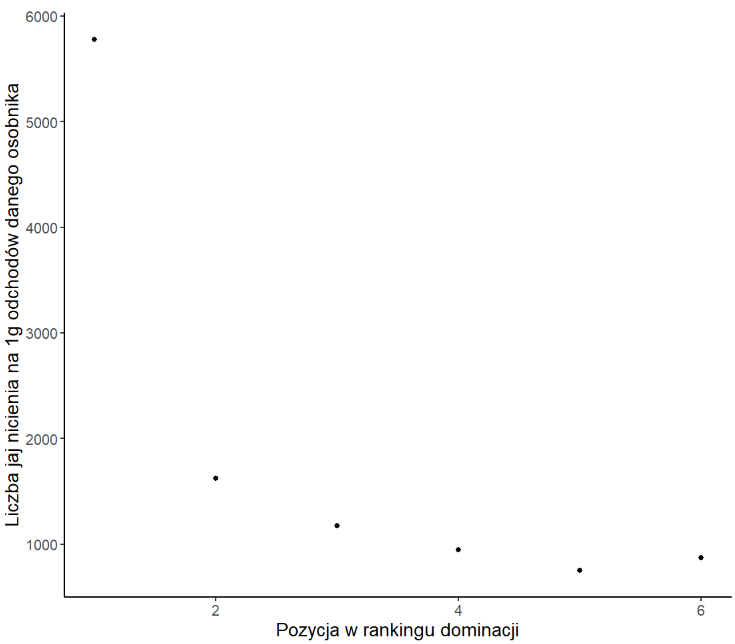 6000
5000
4000
3000
2000
1000
Liczba jaj nicienia na 1g odchodów danego osobnika
2 4 6
Pozycja w rankingu dominacji